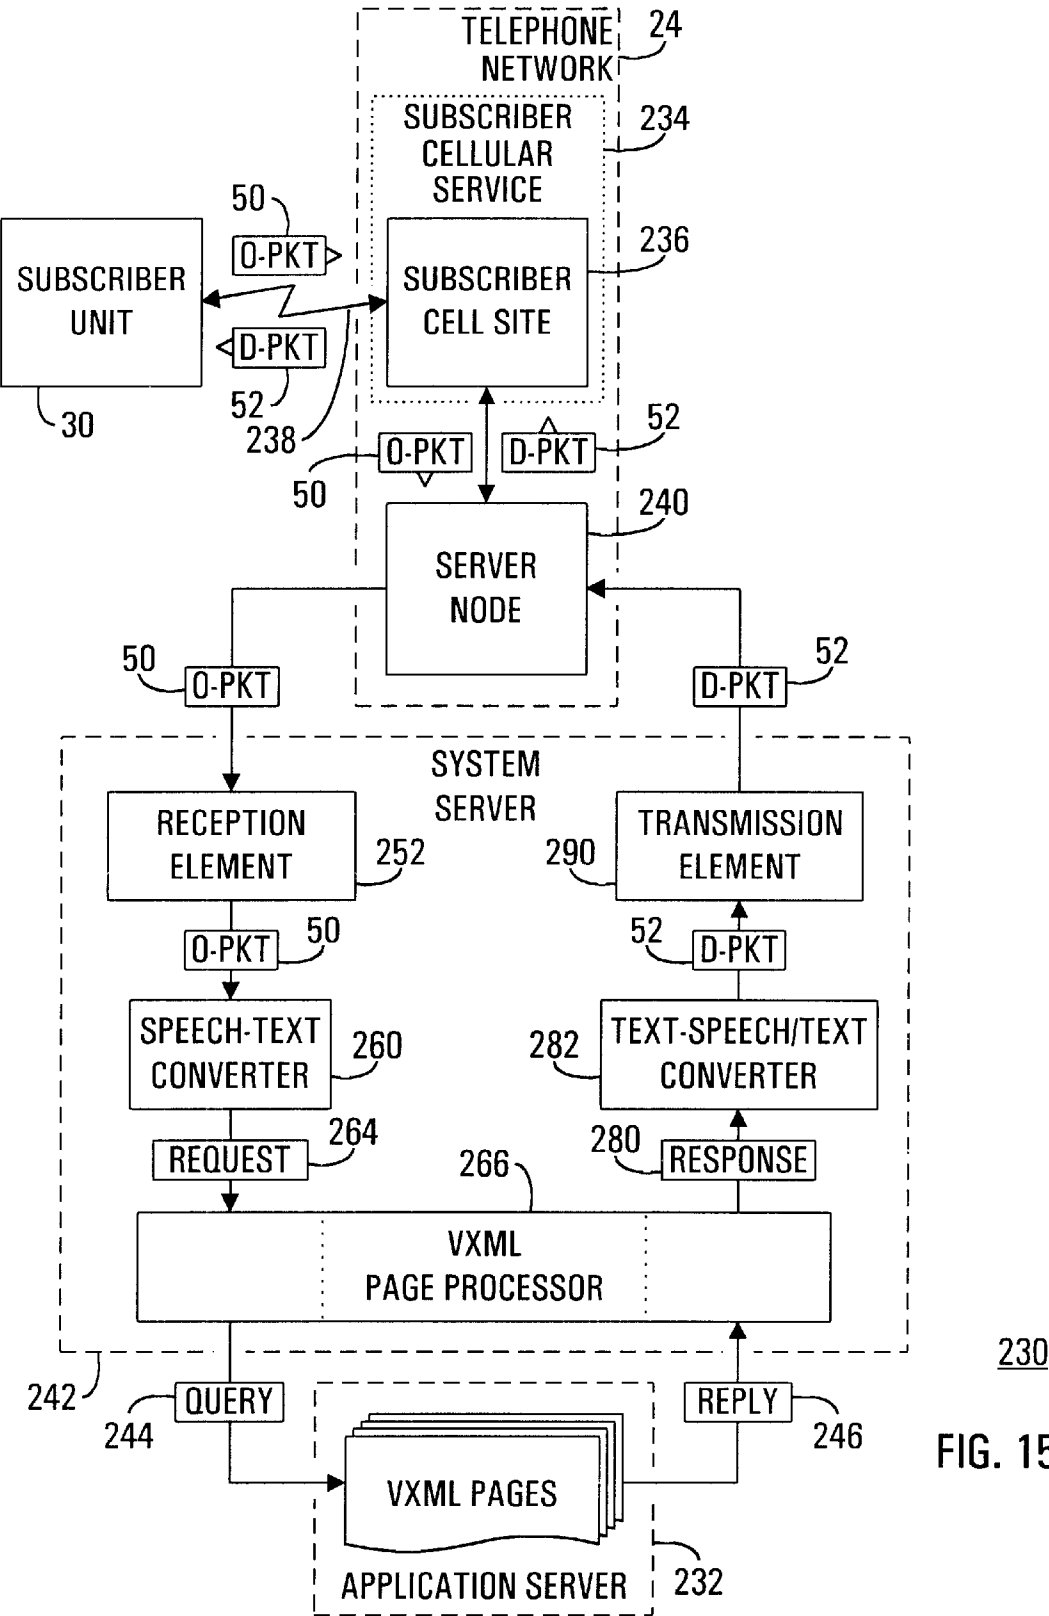 TELEPHONE
NETWORK
24
SUBSCRIBER
CELLULAR
SERVICE
234
50
O-PKT
SUBSCRIBER
UNIT
SUBSCRIBER
CELL SITE
236
D-PKT
52
30
238
O-PKT
50
D-PKT
52
240
SERVER
NODE
50
O-PKT
D-PKT
52
SYSTEM
SERVER
RECEPTION
ELEMENT
252
TRANSMISSION
ELEMENT
290
O-PKT
50
52
D-PKT
SPEECH-TEXT
CONVERTER
260
TEXT-SPEECH/TEXT
CONVERTER
282
REQUEST
264
280
RESPONSE
266
VXML
PAGE PROCESSOR
230
242
QUERY
244
REPLY
246
FIG. 15
VXML PAGES
APPLICATION SERVER
232